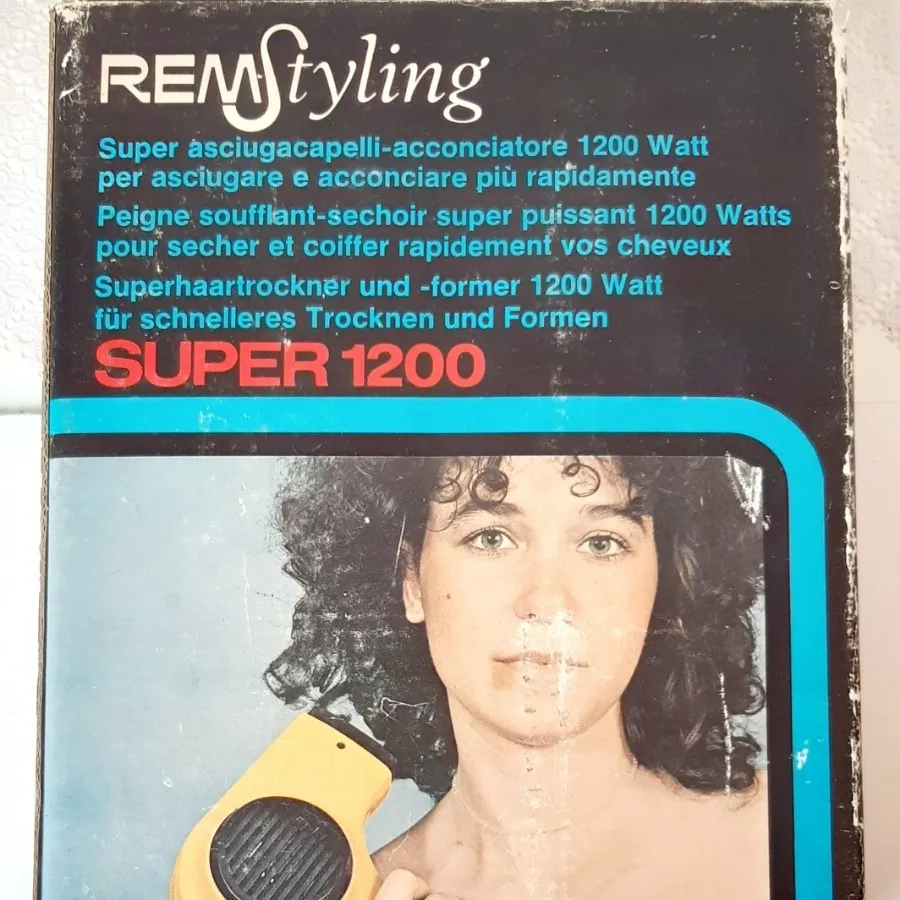 REMStyling
Super asciugacapelli-acconciatore 1200 Watt
per asciugare e acconciare più rapidamente
Peigne soufflant-sechoir super puissant 1200 Watts
pour secher et coiffer rapidement vos cheveux
Superhaartrockner und -former 1200 Watt
für schnelleres Trocknen und Formen
SUPER 1200